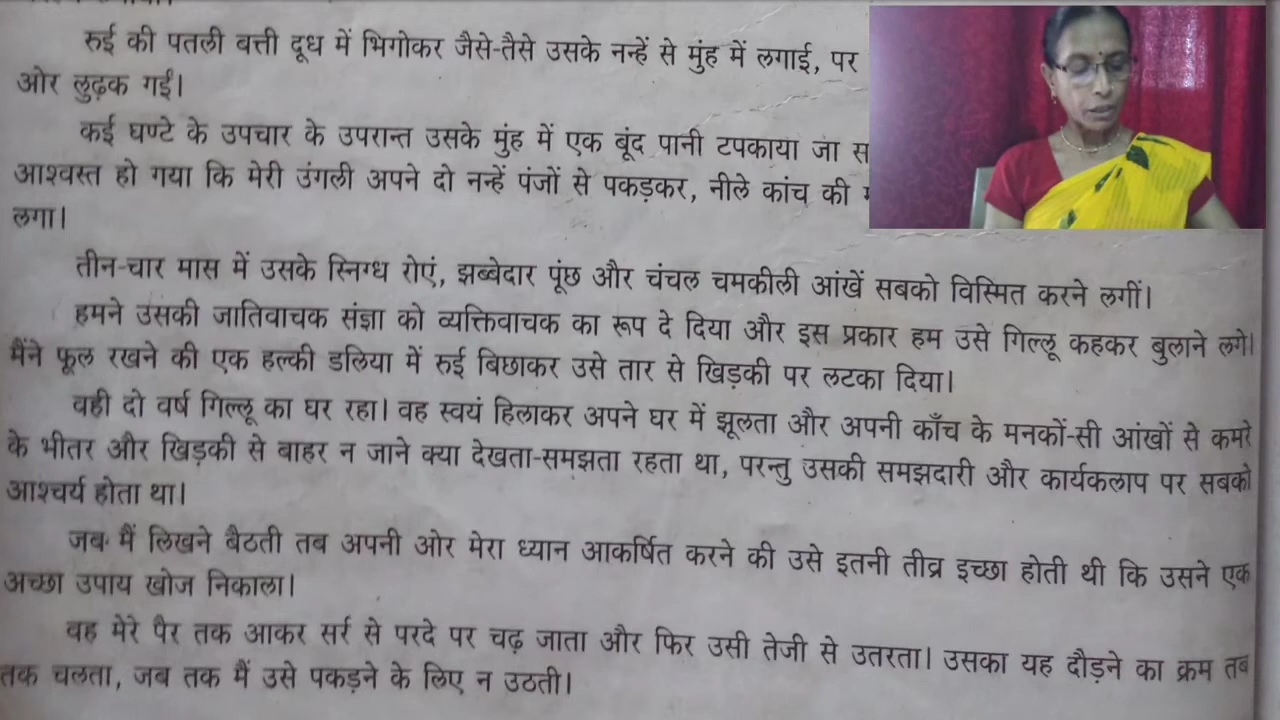 रुई की पतली बत्ती दूध में भिगोकर जैसे-तैसे उसके नन्हें से मुंह में लगाई, पर
ओर लुढ़क गईं।
कई घण्टे के उपचार के उपरान्त उसके मुंह में एक बूंद पानी टपकाया जा
आश्वस्त हो गया कि मेरी उंगली अपने दो नन्हें पंजों से पकड़कर, नीले कांच की
लगा।
तीन-चार मास में उसके स्निग्ध रोएं, झब्बेदार पूंछ और चंचल चमकीली आंखें सबको विस्मित करने लगीं।
हमने उसकी जातिवाचक संज्ञा को व्यक्तिवाचक का रूप दे दिया और इस प्रकार हम उसे गिल्लू कहकर बुलाने लगे।
मैंने फूल रखने की एक हल्की डलिया में रुई बिछाकर उसे तार से खिड़की पर लटका दिया।
वही दो वर्ष गिल्लू का घर रहा। वह स्वयं हिलाकर अपने घर में झूलता और अपनी काँच के मनकों-सी आंखों से कमरे
के भीतर और खिड़की से बाहर न जाने क्या देखता-समझता रहता था, परन्तु उसकी समझदारी और कार्यकलाप पर सबको
आश्चर्य होता था।
जब मैं लिखने बैठती तब अपनी ओर मेरा ध्यान आकर्षित करने की उसे इतनी तीव्र इच्छा होती थी कि उसने एक
अच्छा उपाय खोज निकाला।
वह मेरे पैर तक आकर सर्र से परदे पर चढ़ जाता और फिर उसी तेजी से उतरता। उसका यह दौड़ने का क्रम तब
तक चलता, जब तक मैं उसे पकड़ने के लिए न उठती।